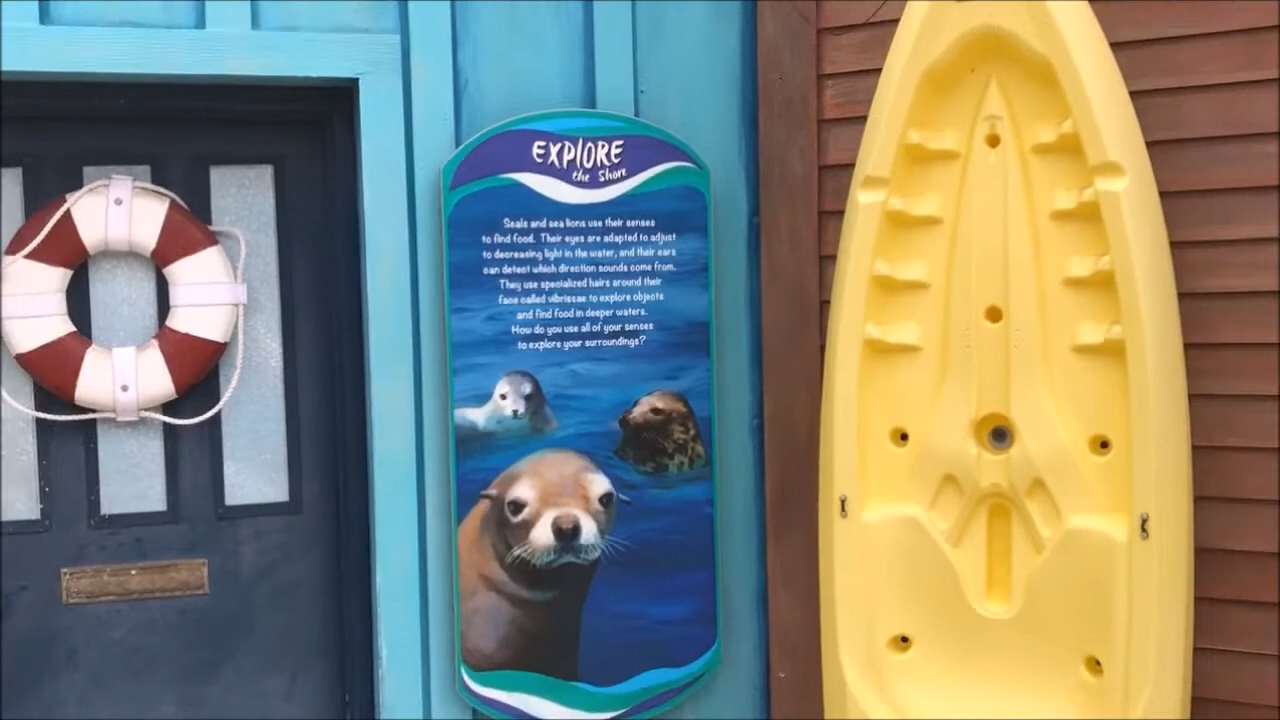 EXPLORE
the Shore
Seals and sea lions use their senses
to find food. Their eyes are adapted to adjust
to decreasing light in the water, and their ears
can detect which direction sounds come from.
They use specialized hairs around their
face called vibrissae to explore objects
and find food in deeper waters.
How do you use all of your senses
to explore your surroundings?